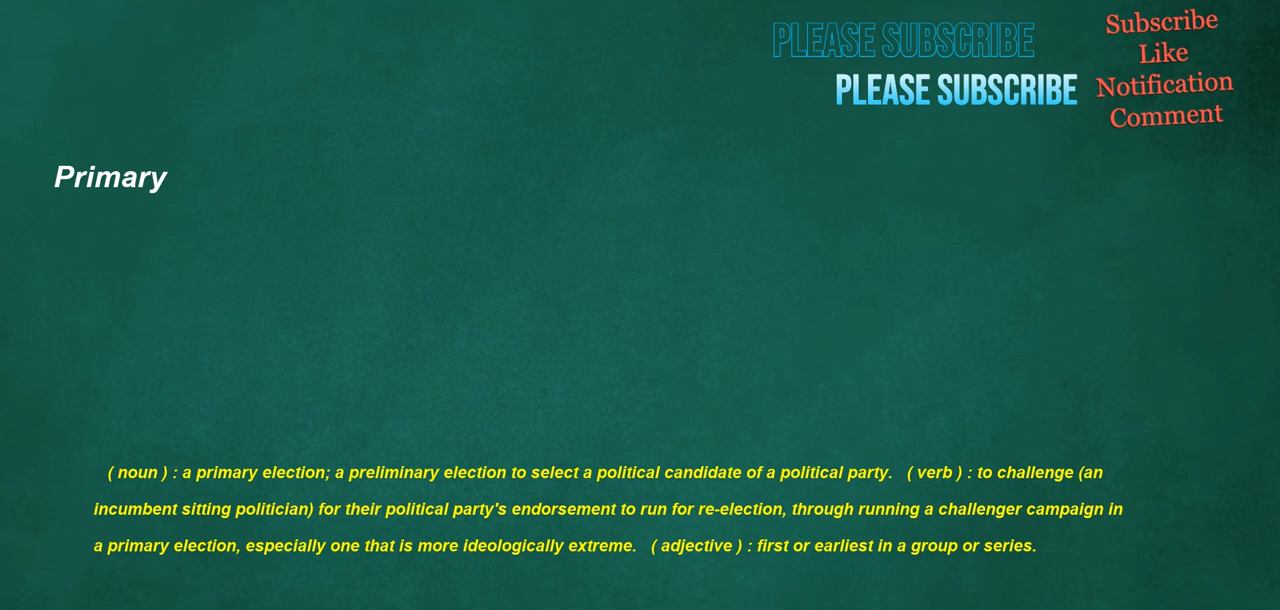 PLEASE SUBSCRIBE
PLEASE SUBSCRIBE
Subscribe
Like
Notification
Comment
Primary
( noun ) : a primary election; a preliminary election to select a political candidate of a political party.   ( verb ) : to challenge (an
incumbent sitting politician) for their political party's endorsement to run for re-election, through running a challenger campaign in
a primary election, especially one that is more ideologically extreme.   ( adjective ) : first or earliest in a group or series.